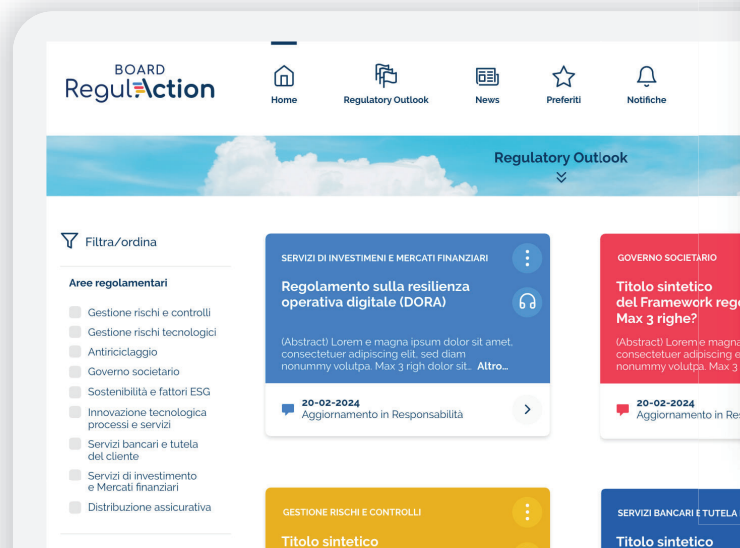 BOARD
RegulAction
Home
Regulatory Outlook
News
Preferiti
Notifiche
Regulatory Outlook
Filtra/ordina
Aree regolamentari
Gestione rischi e controlli
Gestione rischi tecnologici
Antiriciclaggio
Governo societario
Sostenibilità e fattori ESG
Innovazione tecnologica
processi e servizi
Servizi bancari e tutela
del cliente
Servizi di investimento
e Mercati finanziari
Distribuzione assicurativa
SERVIZI DI INVESTIMENI E MERCATI FINANZIARI
Regolamento sulla resilienza
operativa digitale (DORA)
(Abstract) Lorem e magna ipsum dolor sit amet,
consectetuer adipiscing elit, sed diam
nonummy volutpa. Max 3 righ dolor sit... Altro...
20-02-2024
Aggiornamento in Responsabilità
GOVERNO SOCIETARIO
Titolo sintetico
del Framework rego
Max 3 righe?
(Abstract) Lorem e magna
consectetuer adipiscing e
nonummy volutpa. Max 3
20-02-2024
Aggiornamento in Res
GESTIONE RISCHI E CONTROLLI
Titolo sintetico
SERVIZI BANCARI E TUTELA
Titolo sintetico